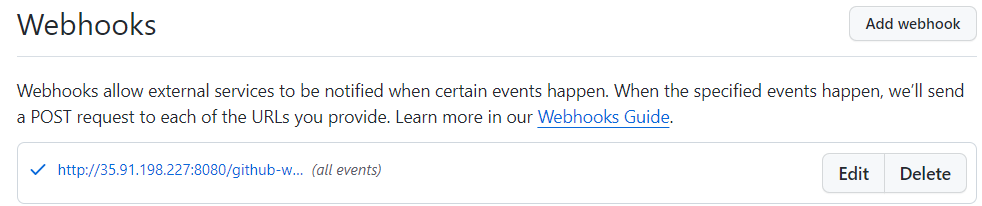 Webhooks
Add webhook
Webhooks allow external services to be notified when certain events happen. When the specified events happen, we’ll send
a POST request to each of the URLs you provide. Learn more in our Webhooks Guide.
http://35.91.198.227:8080/github-w... (all events)
Edit
Delete